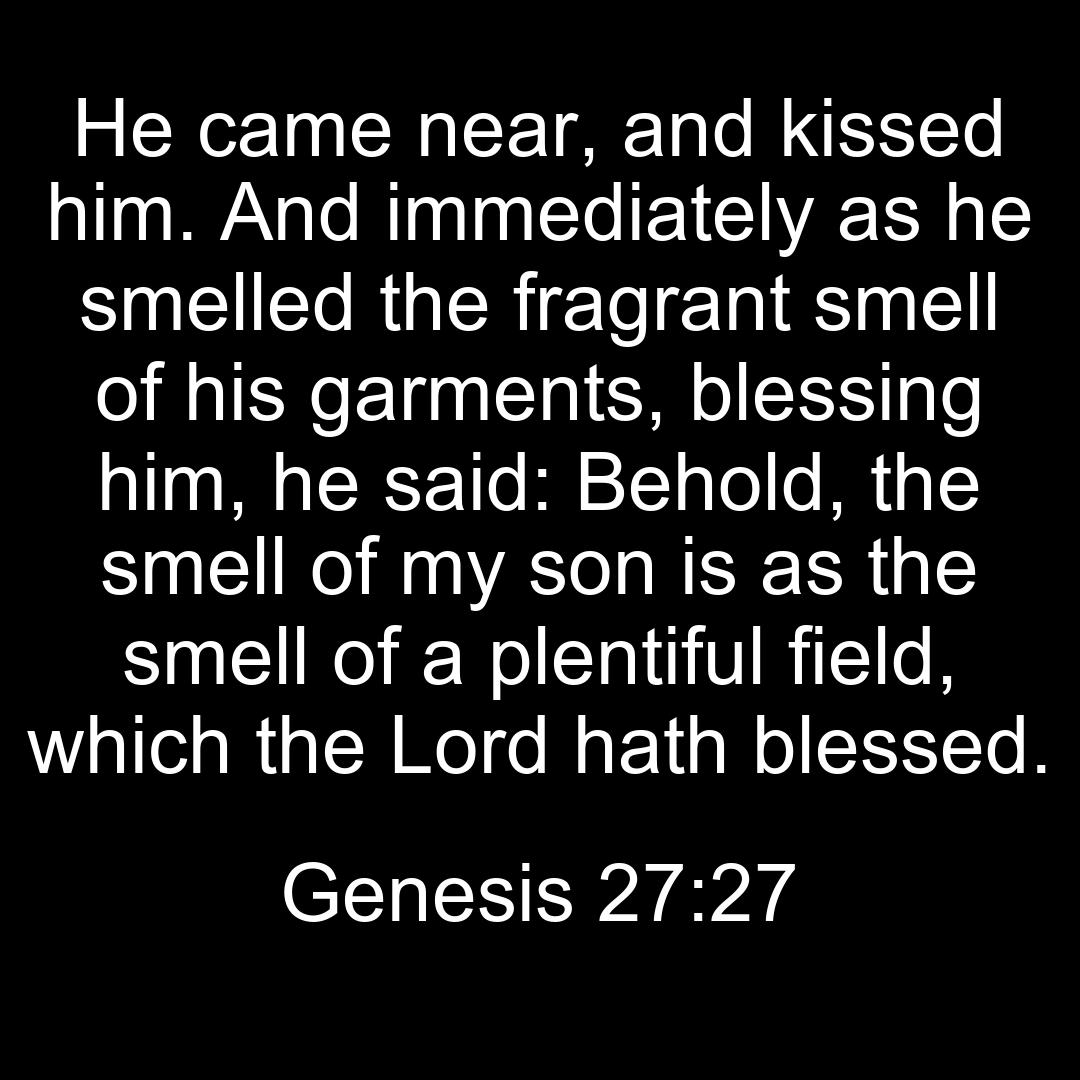 He came near, and kissed
him. And immediately as he
smelled the fragrant smell
of his garments, blessing
him, he said: Behold, the
smell of my son is as the
smell of a plentiful field,
which the Lord hath blessed.
Genesis 27:27